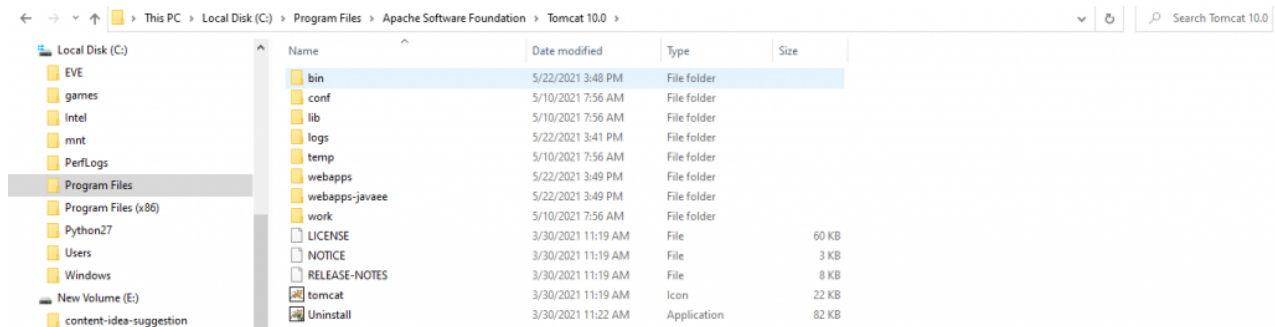 This PC > Local Disk (C:) > Program Files > Apache Software Foundation > Tomcat 10.0 >
Search Tomcat 10.0
Local Disk (C:)
EVE
games
Intel
mnt
PerfLogs
Program Files
Program Files (x86)
Python27
Users
Windows
New Volume (E:)
content-idea-suggestion
Name Date modified Type Size
bin 5/22/2021 3:48 PM File folder
conf 5/10/2021 7:56 AM File folder
lib 5/10/2021 7:56 AM File folder
logs 5/22/2021 3:41 PM File folder
temp 5/10/2021 7:56 AM File folder
webapps 5/22/2021 3:49 PM File folder
webapps-javaee 5/22/2021 3:49 PM File folder
work 5/10/2021 7:56 AM File folder
LICENSE 3/30/2021 11:19 AM File 60 KB
NOTICE 3/30/2021 11:19 AM File 3 KB
RELEASE-NOTES 3/30/2021 11:19 AM File 8 KB
tomcat 3/30/2021 11:19 AM Icon 22 KB
Uninstall 3/30/2021 11:22 AM Application 82 KB